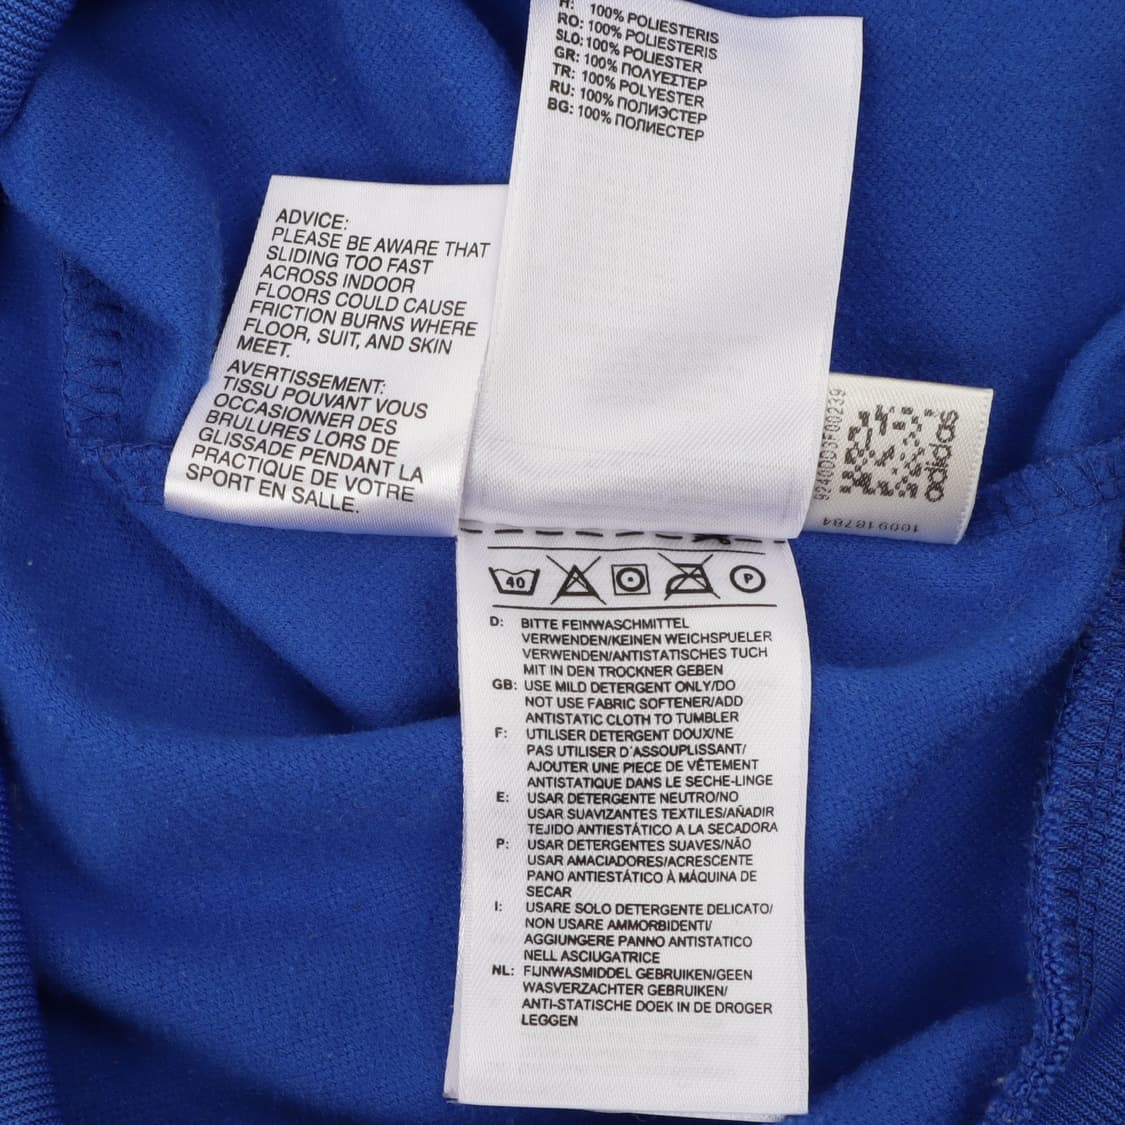 H: 100% POLIESTERIS
RO: 100% POLIESTERIS
SLO: 100% POLIESTER
GR: 100% ΠΟΛΥΕΣΤΕΡ
TR: 100% POLYESTER
RU: 100% ПОЛИЭСТЕР
BG: 100% ПОЛИЕСТЕР
ADVICE:
PLEASE BE AWARE THAT
SLIDING TOO FAST
ACROSS INDOOR
FLOORS COULD CAUSE
FRICTION BURNS WHERE
FLOOR, SUIT, AND SKIN
MEET.
AVERTISSEMENT:
TISSU POUVANT VOUS
OCCASIONNER DES
BRULURES LORS DE
GLISSADE PENDANT LA
PRACTIQUE DE VOTRE
SPORT EN SALLE.
adidas
40
P
D: BITTE FEINWASCHMITTEL
VERWENDEN/KEINEN WEICHSPUELER
VERWENDEN/ANTISTATISCHES TUCH
MIT IN DEN TROCKNER GEBEN
GB: USE MILD DETERGENT ONLY/DO
NOT USE FABRIC SOFTENER/ADD
ANTISTATIC CLOTH TO TUMBLER
F: UTILISER DETERGENT DOUX/NE
PAS UTILISER D'ASSOUPLISSANT/
AJOUTER UNE PIECE DE VÊTEMENT
ANTISTATIQUE DANS LE SECHE-LINGE
E: USAR DETERGENTE NEUTRO/NO
USAR SUAVIZANTES TEXTILES/AÑADIR
TEJIDO ANTIESTÁTICO A LA SECADORA
P: USAR DETERGENTES SUAVES/NÃO
USAR AMACIADORES/ACRESCENTE
PANO ANTIESTÁTICO À MÁQUINA DE
SECAR
I: USARE SOLO DETERGENTE DELICATO/
NON USARE AMMORBIDENTI/
AGGIUNGERE PANNO ANTISTATICO
NELL ASCIUGATRICE
NL: FIJNWASMIDDEL GEBRUIKEN/GEEN
WASVERZACHTER GEBRUIKEN/
ANTI-STATISCHE DOEK IN DE DROGER
LEGGEN